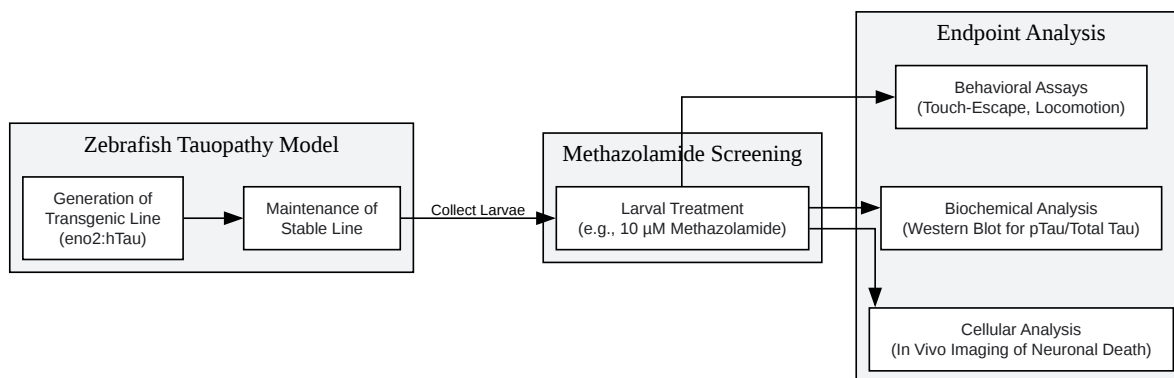 Zebrafish Tauopathy Model
Generation of
Transgenic Line
(eno2:hTau)
Maintenance of
Stable Line
Collect Larvae
Methazolamide Screening
Larval Treatment
(e.g., 10 µM Methazolamide)
Endpoint Analysis
Behavioral Assays
(Touch-Escape, Locomotion)
Biochemical Analysis
(Western Blot for pTau/Total Tau)
Cellular Analysis
(In Vivo Imaging of Neuronal Death)